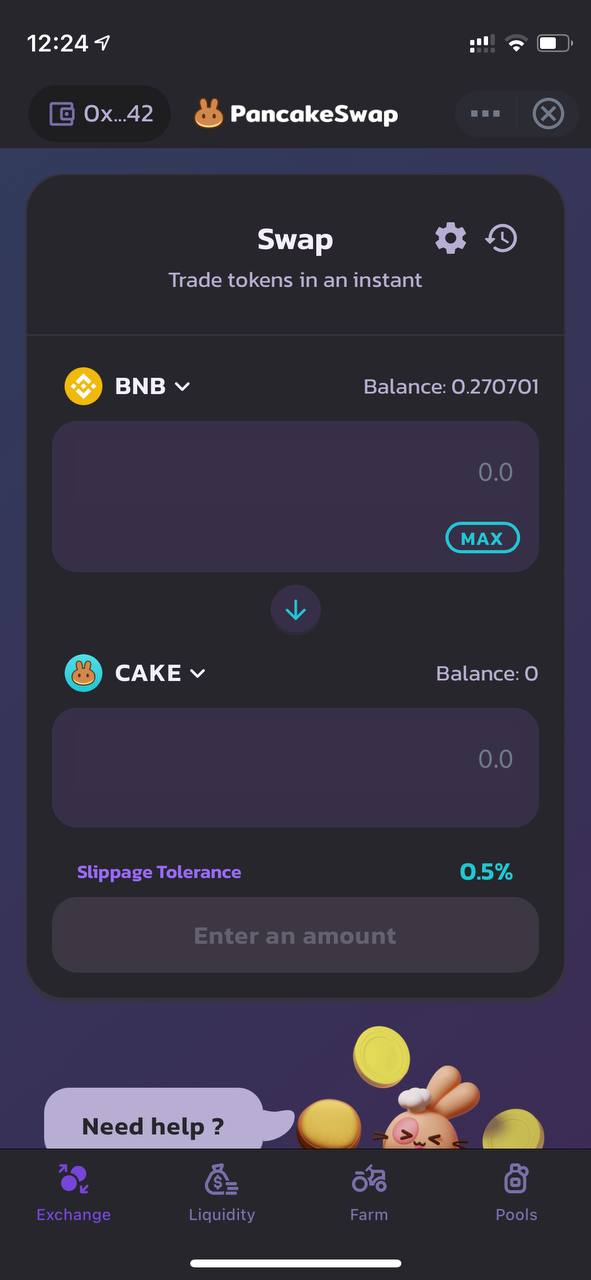 12:24
0x...42
PancakeSwap
Swap
Trade tokens in an instant
BNB
Balance: 0.270701
0.0
MAX
CAKE
Balance: 0
0.0
Slippage Tolerance
0.5%
Enter an amount
Need help ?
Exchange
Liquidity
Farm
Pools